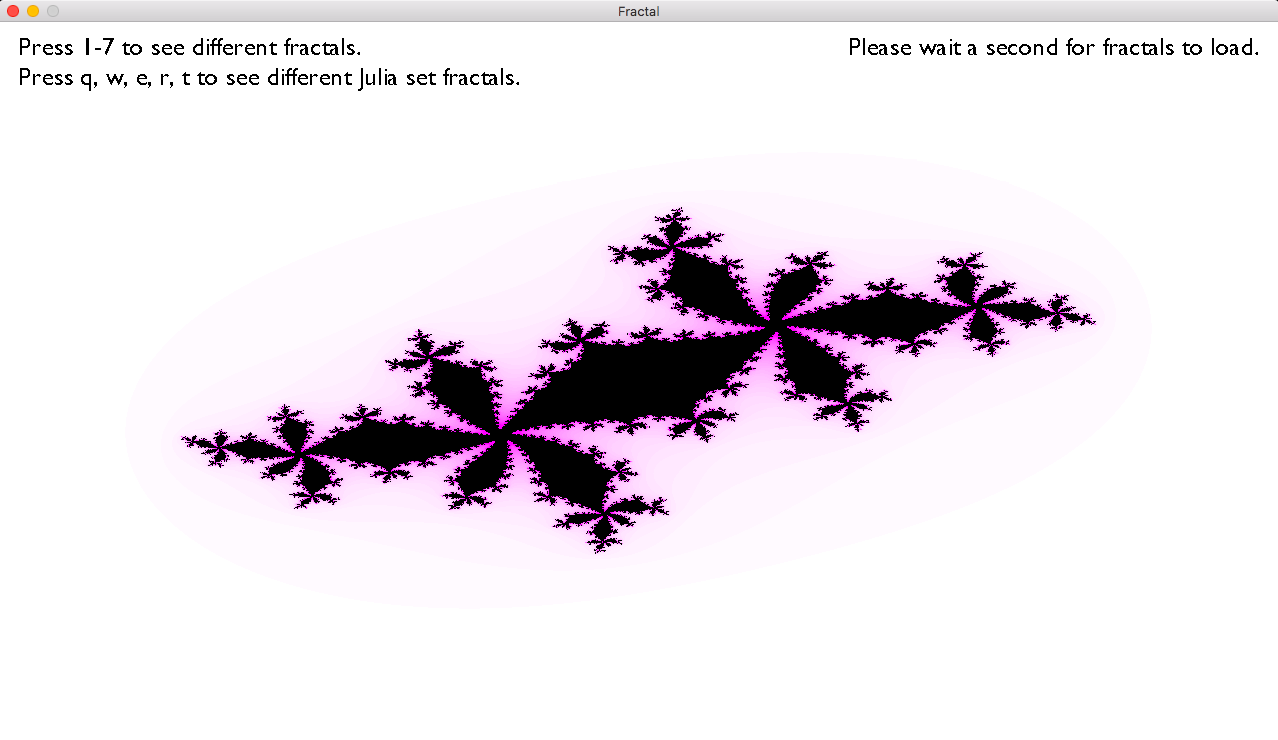 Fractal
Press 1-7 to see different fractals.
Please wait a second for fractals to load.
Press q, w, e, r, t to see different Julia set fractals.